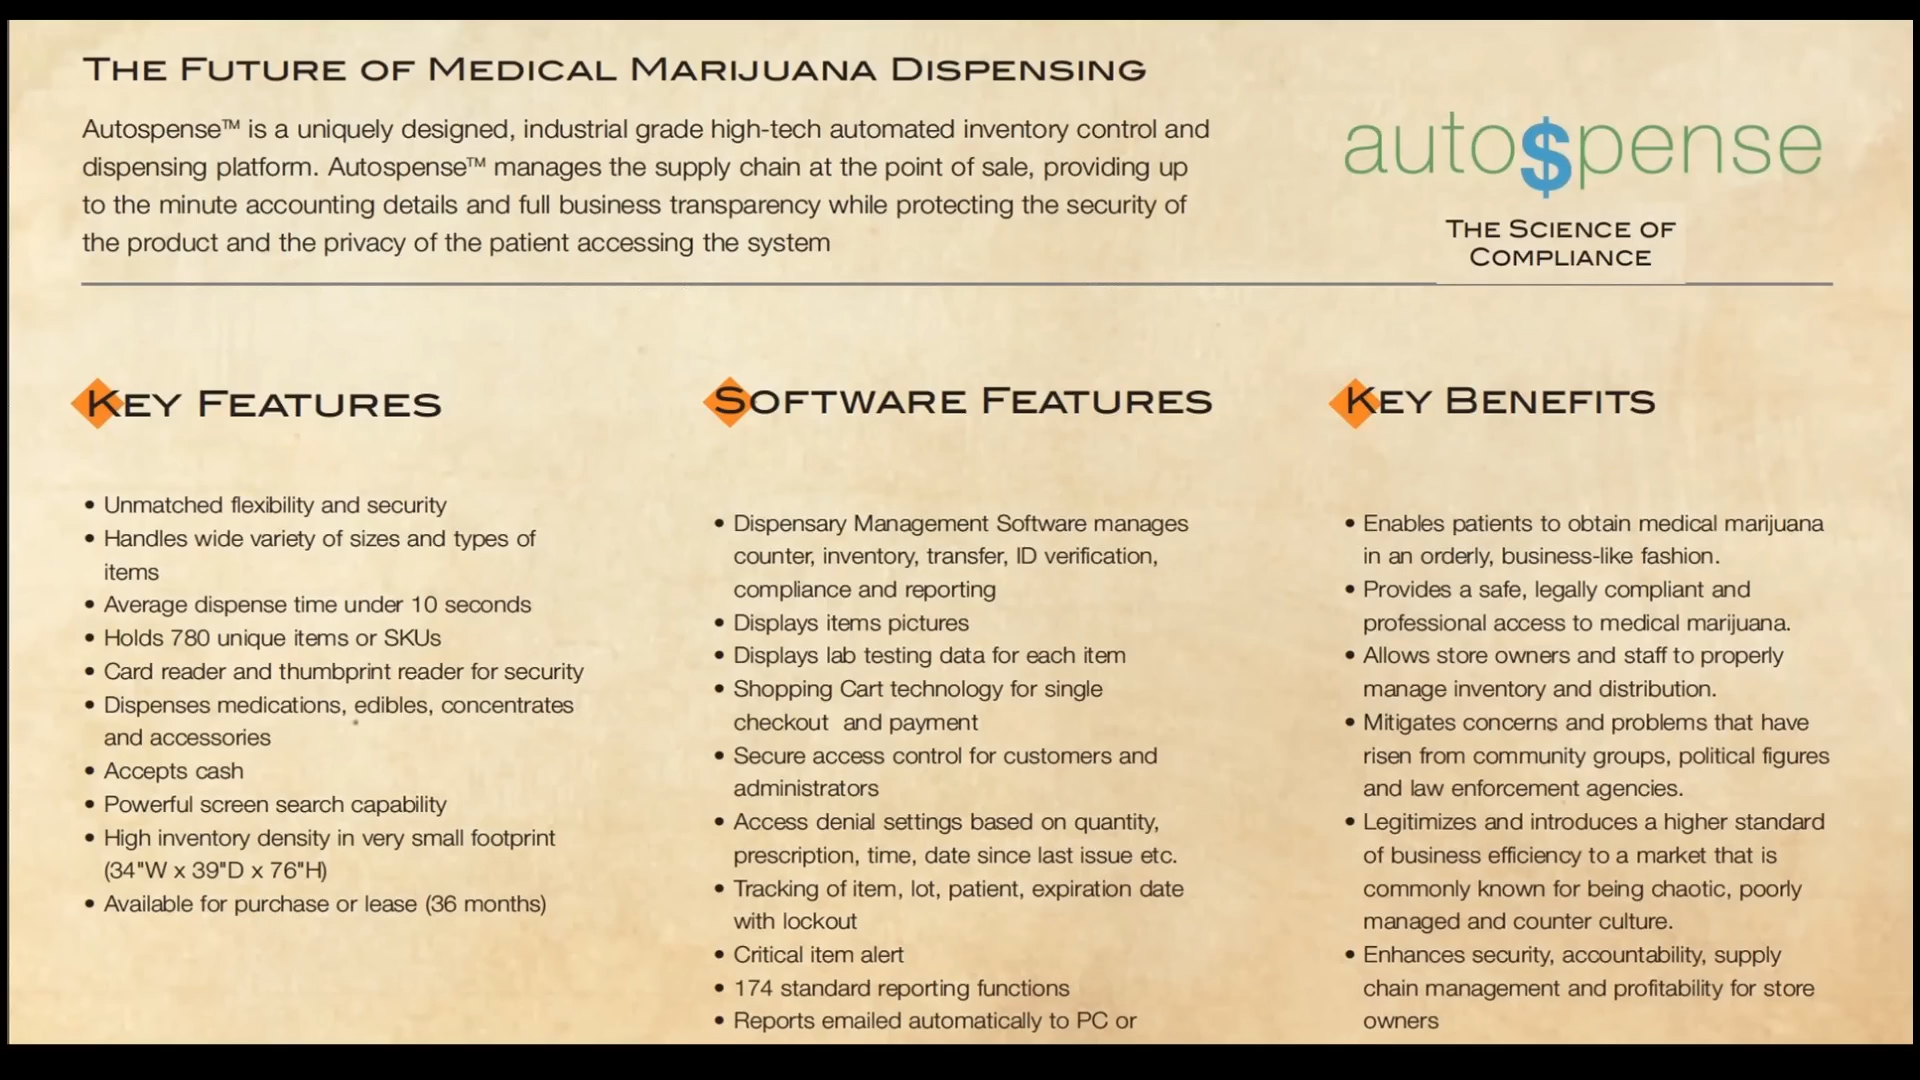 THE FUTURE OF MEDICAL MARIJUANA DISPENSING
Autospense™ is a uniquely designed, industrial grade high-tech automated inventory control and
dispensing platform. Autospense™ manages the supply chain at the point of sale, providing up
to the minute accounting details and full business transparency while protecting the security of
the product and the privacy of the patient accessing the system
auto$pense
THE SCIENCE OF
COMPLIANCE
KEY FEATURES
• Unmatched flexibility and security
• Handles wide variety of sizes and types of
items
• Average dispense time under 10 seconds
• Holds 780 unique items or SKUs
• Card reader and thumbprint reader for security
• Dispenses medications, edibles, concentrates
and accessories
• Accepts cash
• Powerful screen search capability
• High inventory density in very small footprint
(34"W x 39"D x 76"H)
• Available for purchase or lease (36 months)
SOFTWARE FEATURES
• Dispensary Management Software manages
counter, inventory, transfer, ID verification,
compliance and reporting
• Displays items pictures
• Displays lab testing data for each item
• Shopping Cart technology for single
checkout  and payment
• Secure access control for customers and
administrators
• Access denial settings based on quantity,
prescription, time, date since last issue etc.
• Tracking of item, lot, patient, expiration date
with lockout
• Critical item alert
• 174 standard reporting functions
• Reports emailed automatically to PC or
KEY BENEFITS
• Enables patients to obtain medical marijuana
in an orderly, business-like fashion.
• Provides a safe, legally compliant and
professional access to medical marijuana.
• Allows store owners and staff to properly
manage inventory and distribution.
• Mitigates concerns and problems that have
risen from community groups, political figures
and law enforcement agencies.
• Legitimizes and introduces a higher standard
of business efficiency to a market that is
commonly known for being chaotic, poorly
managed and counter culture.
• Enhances security, accountability, supply
chain management and profitability for store
owners